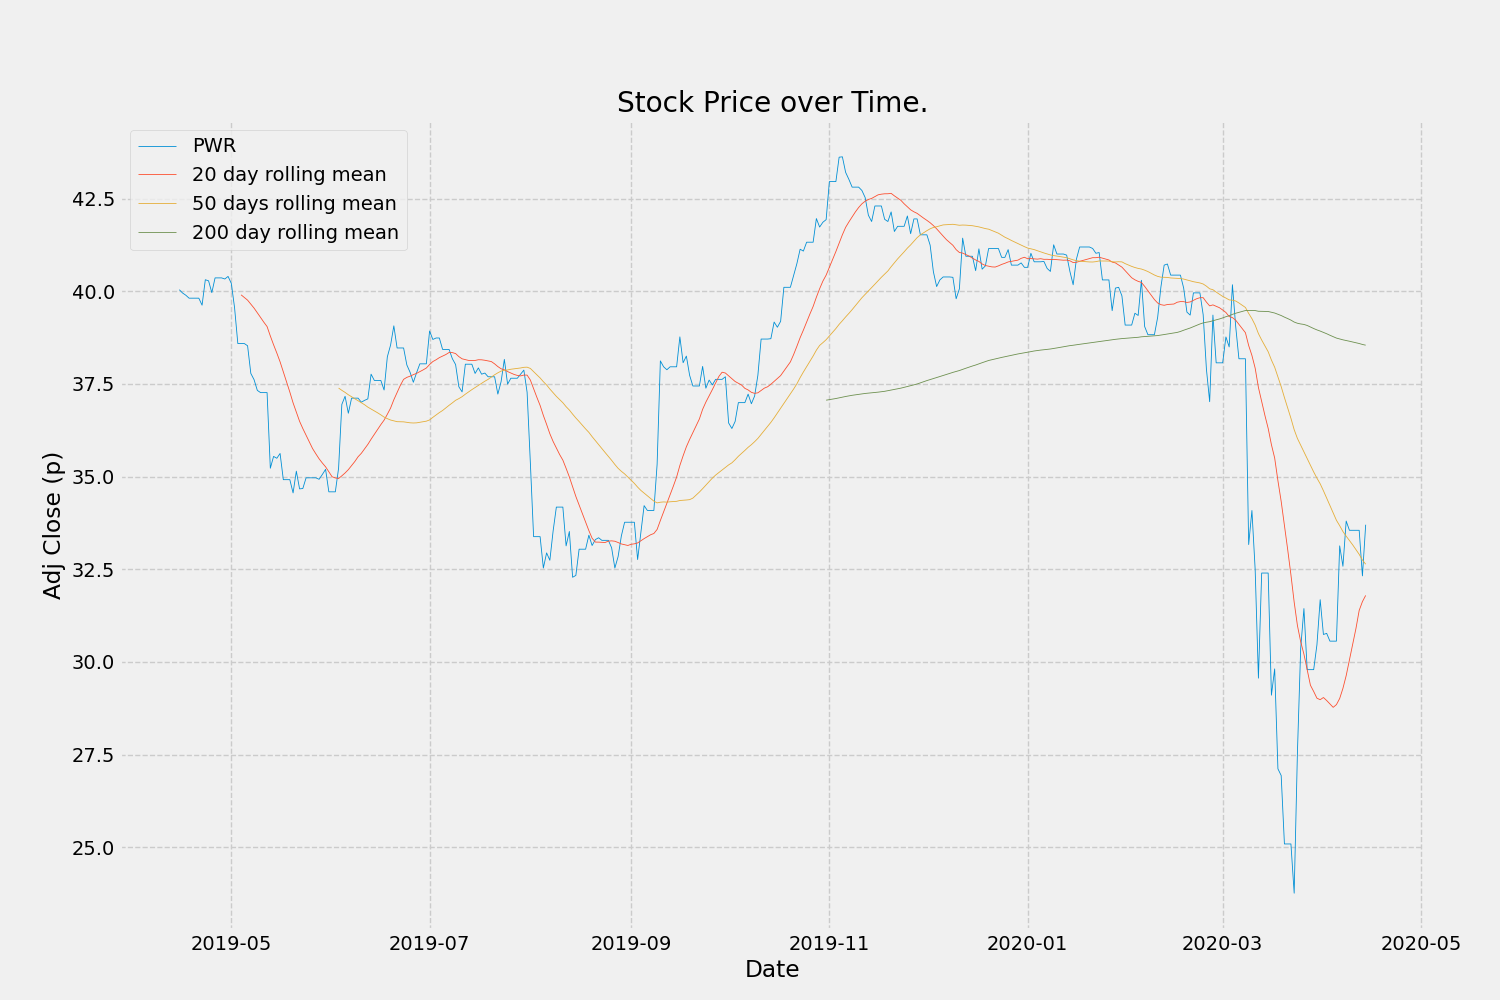 Stock Price over Time.
PWR
20 day rolling mean
50 days rolling mean
200 day rolling mean
42.5
40.0
37.5
35.0
32.5
30.0
27.5
25.0
Adj Close (p)
2019-05 2019-07 2019-09 2019-11 2020-01 2020-03 2020-05
Date